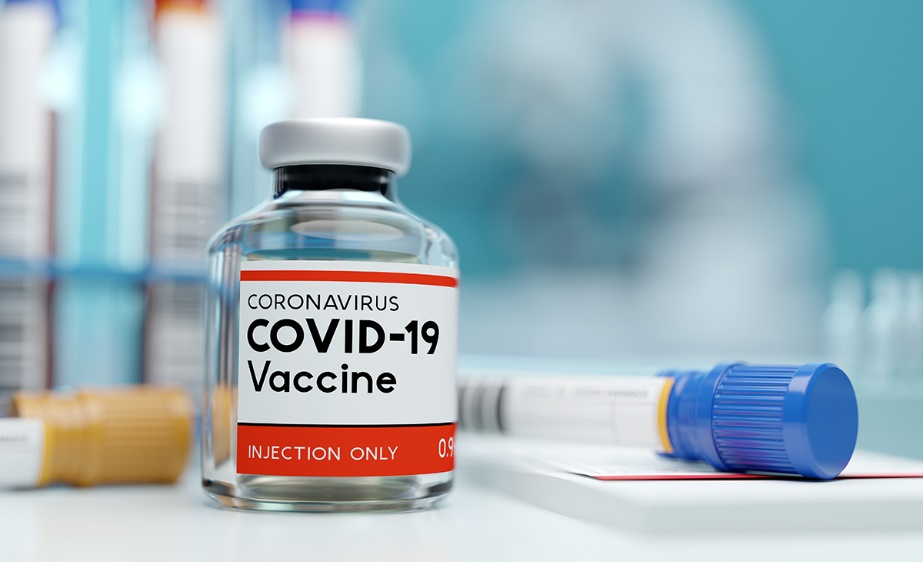 CORONAVIRUS
COVID-19
Vaccine
INJECTION ONLY
0.9